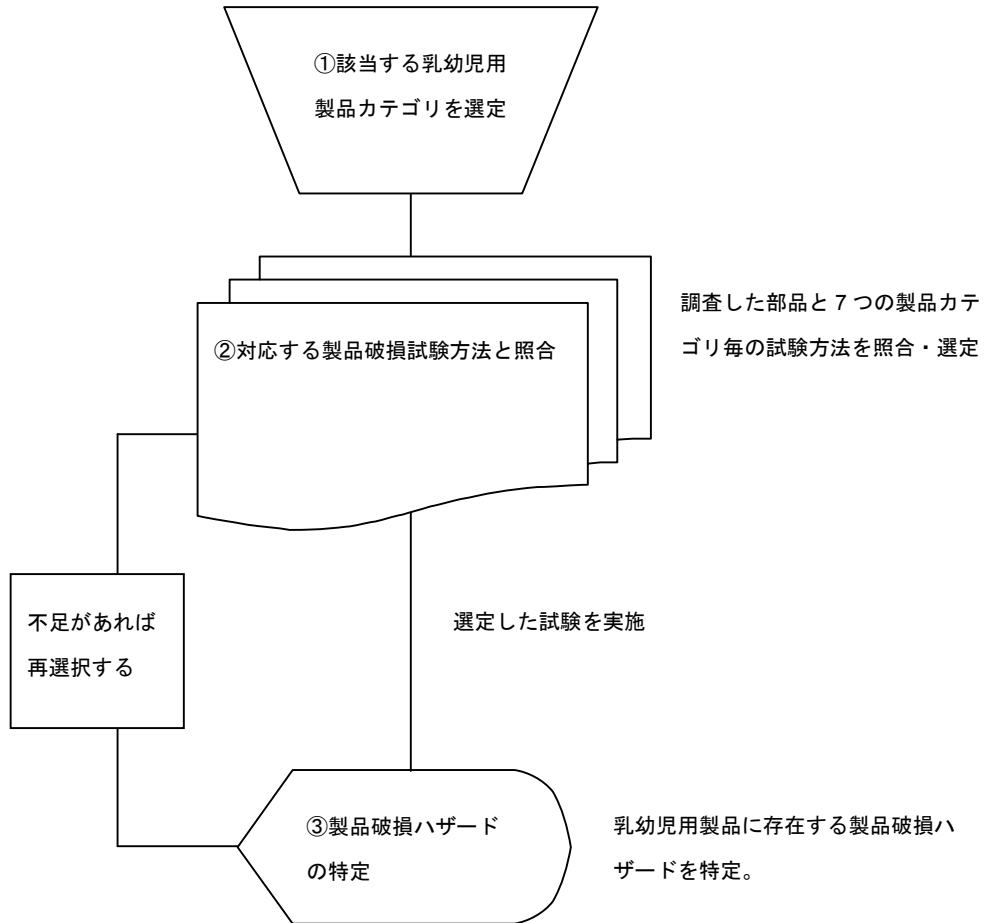 ①該当する乳幼児用
製品カテゴリを選定
調査した部品と７つの製品カテ
ゴリ毎の試験方法を照合・選定
②対応する製品破損試験方法と照合
不足があれば
再選択する
選定した試験を実施
③製品破損ハザード
の特定
乳幼児用製品に存在する製品破損ハ
ザードを特定。